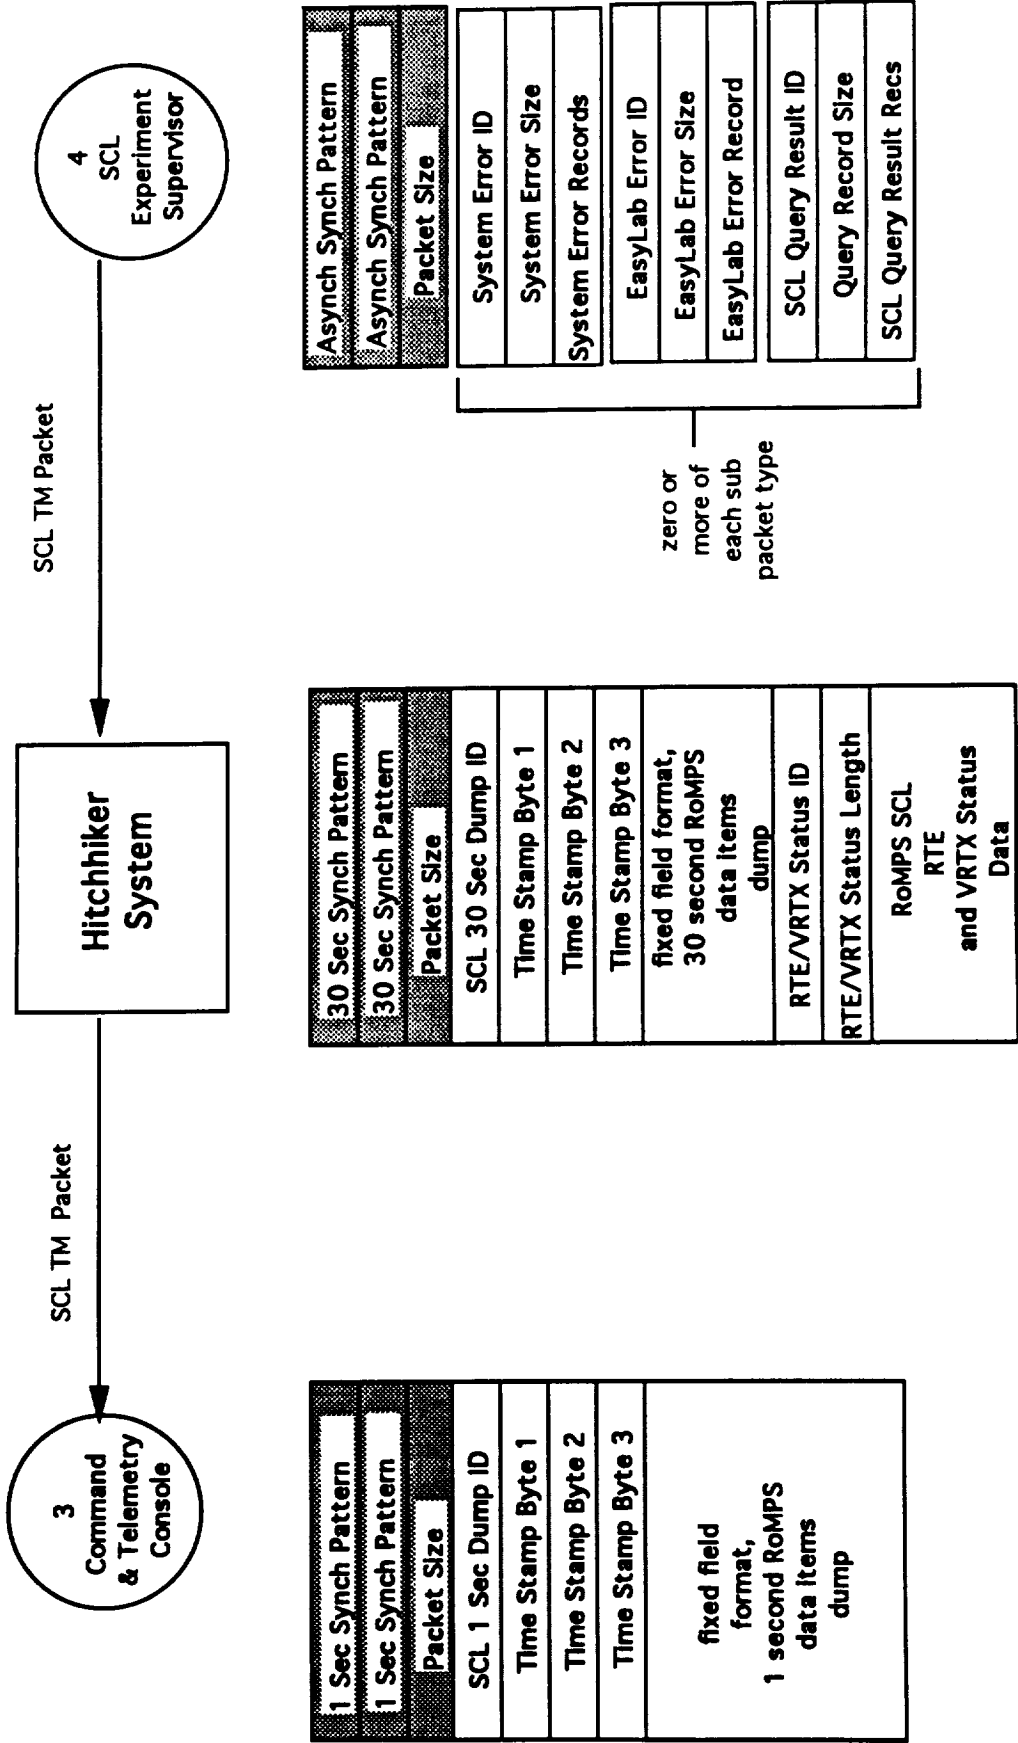 3
Command
& Telemetry
Console
SCL TM Packet
Hitchhiker
System
SCL TM Packet
4
SCL
Experiment
Supervisor
1 Sec Synch Pattern
1 Sec Synch Pattern
Packet Size
SCL 1 Sec Dump ID
Time Stamp Byte 1
Time Stamp Byte 2
Time Stamp Byte 3
fixed field
format,
1 second RoMPS
data items
dump
30 Sec Synch Pattern
30 Sec Synch Pattern
Packet Size
SCL 30 Sec Dump ID
Time Stamp Byte 1
Time Stamp Byte 2
Time Stamp Byte 3
fixed field format,
30 second RoMPS
data items
dump
RTE/VRTX Status ID
RTE/VRTX Status Length
RoMPS SCL
RTE
and VRTX Status
Data
zero or
more of
each sub
packet type
Asynch Synch Pattern
Asynch Synch Pattern
Packet Size
System Error ID
System Error Size
System Error Records
EasyLab Error ID
EasyLab Error Size
EasyLab Error Record
SCL Query Result ID
Query Record Size
SCL Query Result Recs